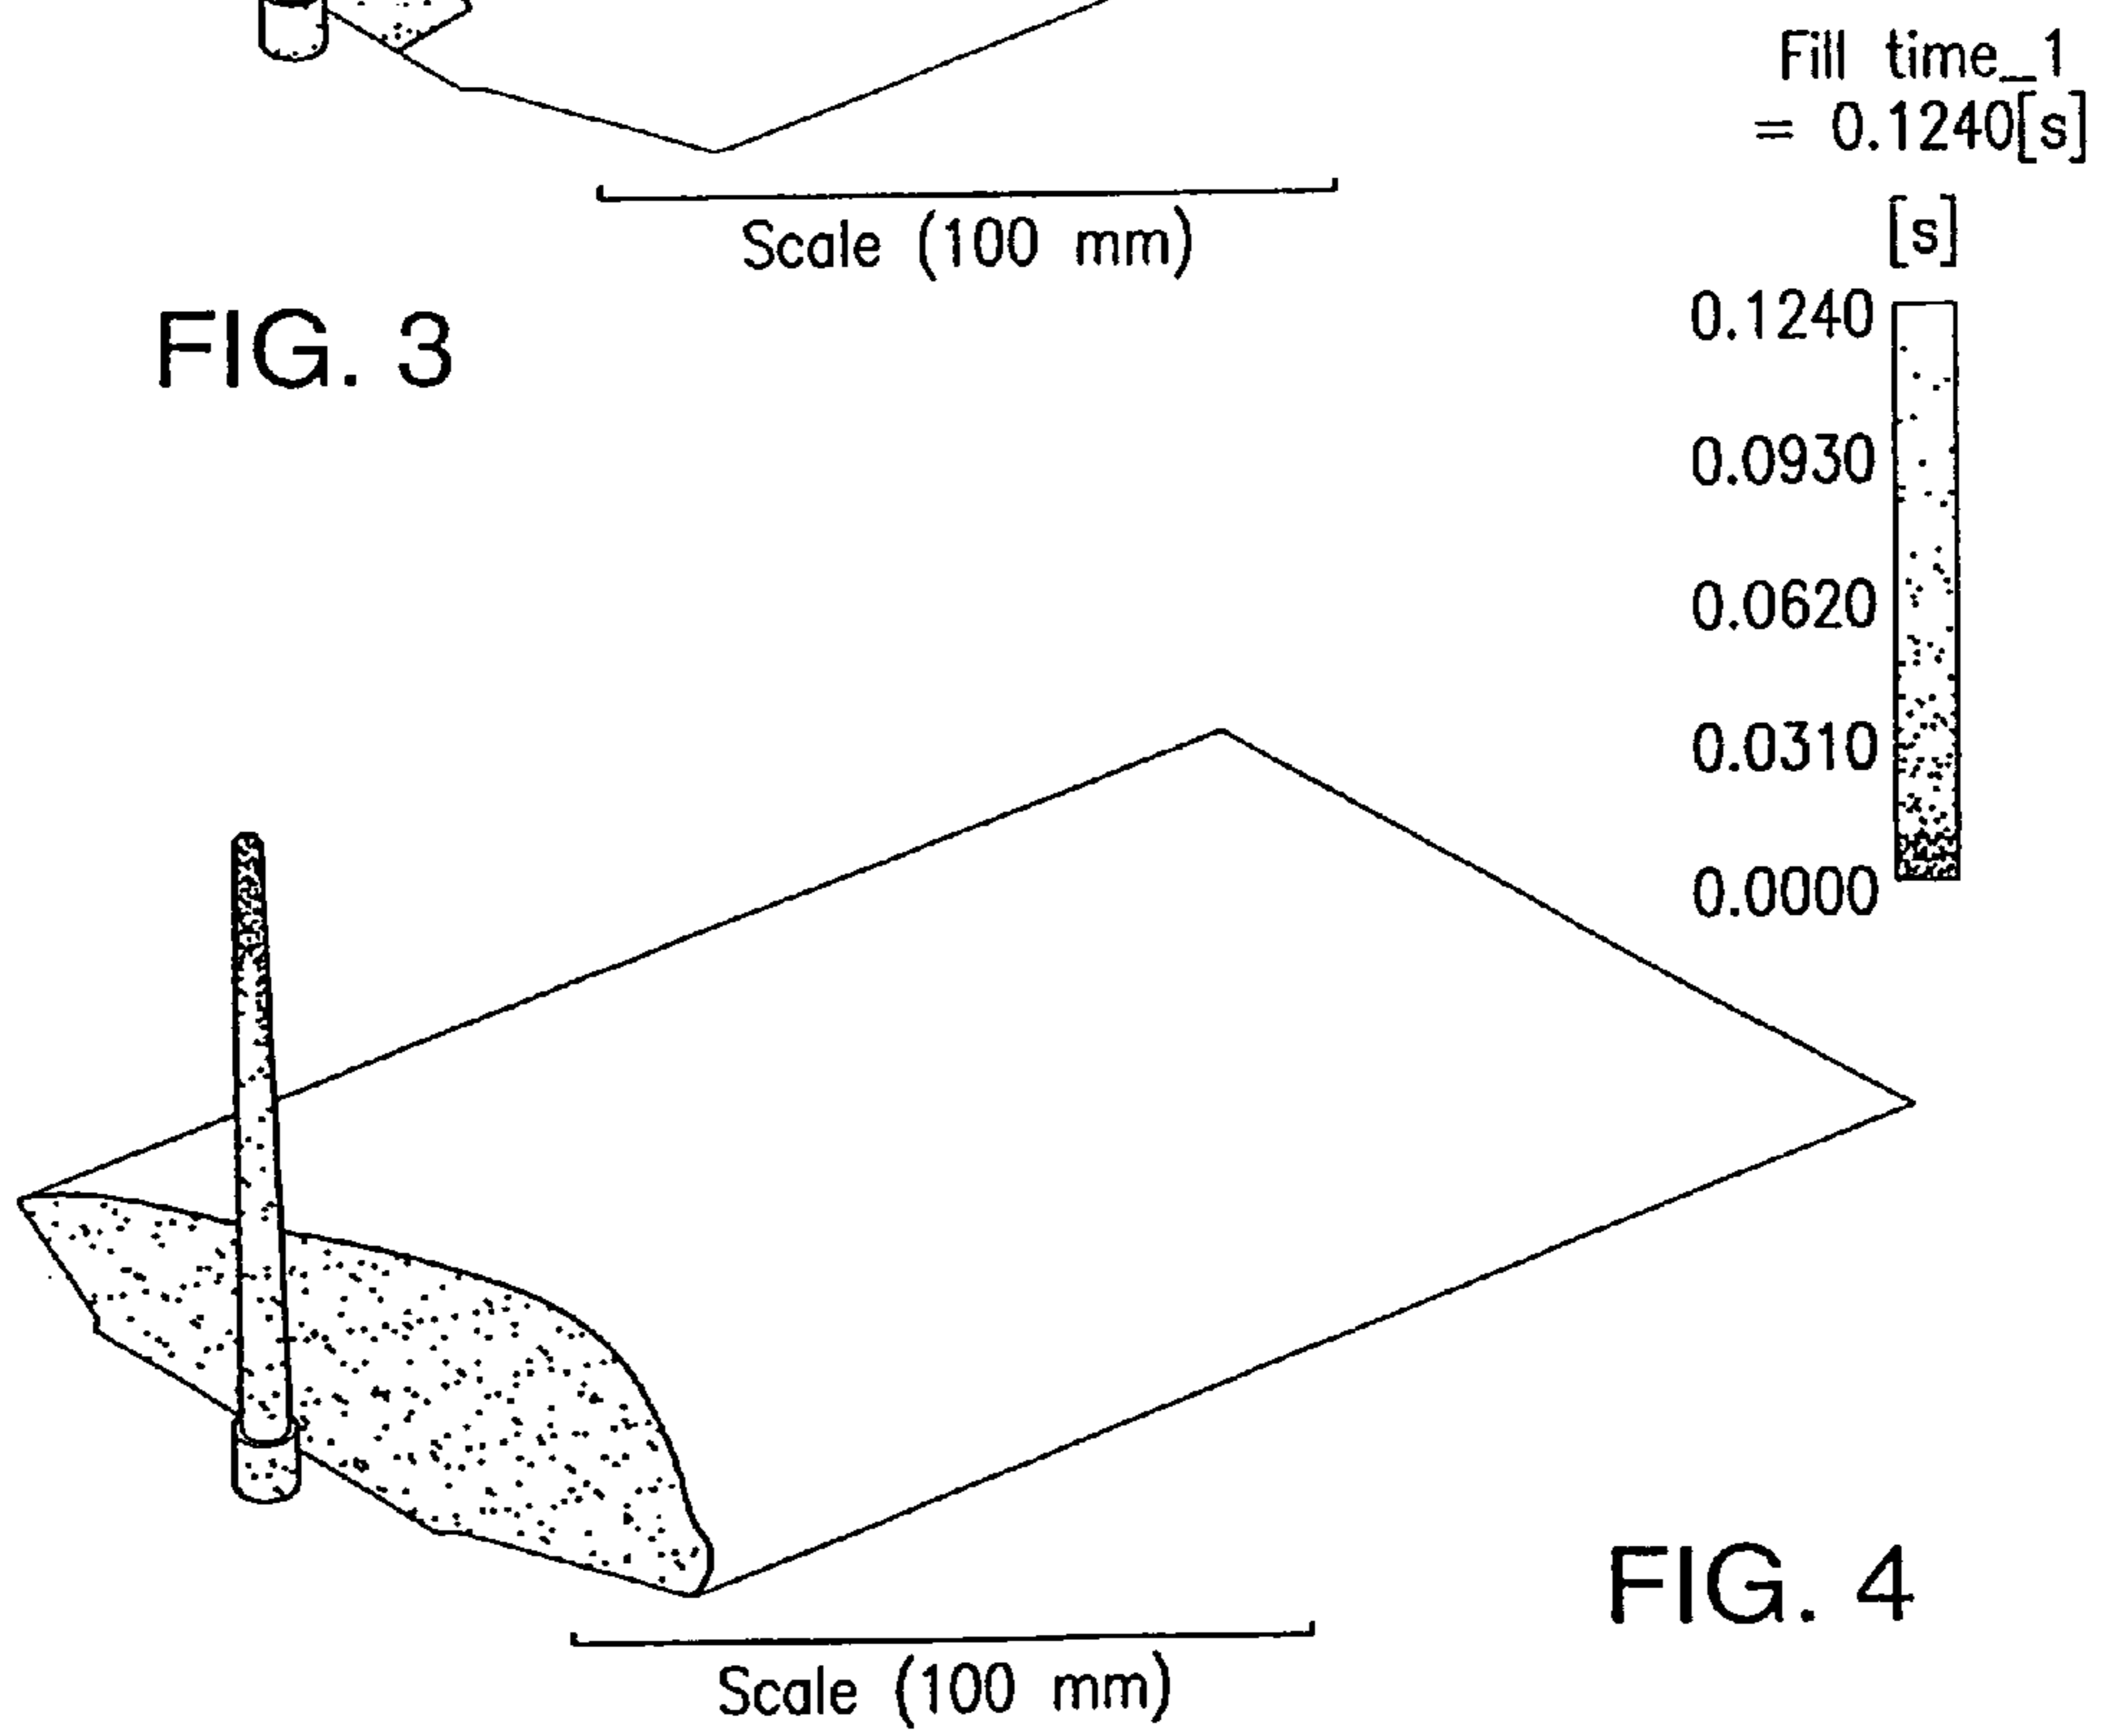 Fill time_1
= 0.1240[s]
Scale (100 mm)
FIG. 3
[s]
0.1240
0.0930
0.0620
0.0310
0.0000
FIG. 4
Scale (100 mm)